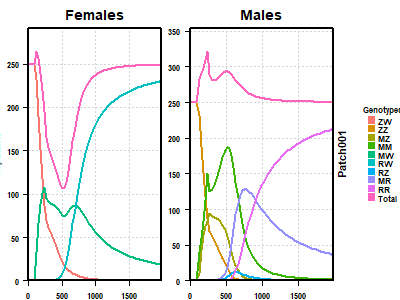 Females
Males
250
200
150
100
50
0
0
500
1000
1500
350
300
250
200
150
100
50
0
0
500
1000
1500
Patch001
Genotypes
ZW
ZZ
MZ
MM
MW
RW
RZ
MR
RR
Total